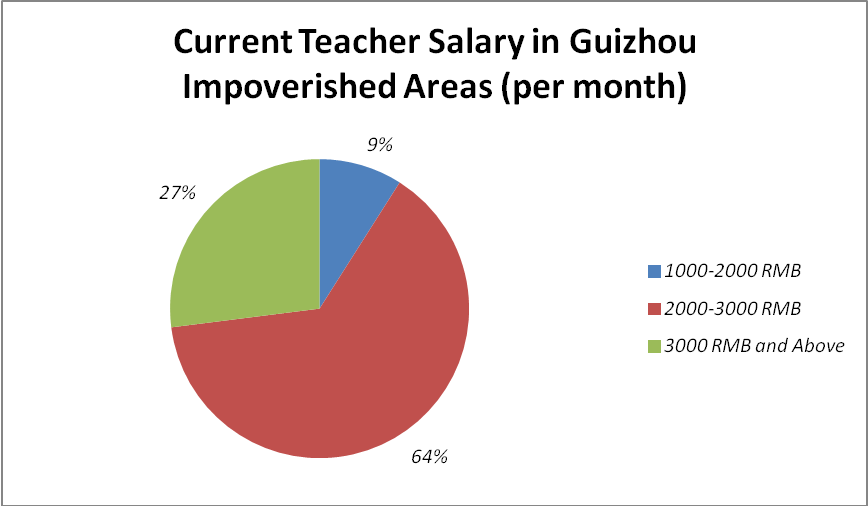 Current Teacher Salary in Guizhou
Impoverished Areas (per month)
9%
27%
1000-2000 RMB
2000-3000 RMB
3000 RMB and Above
64%